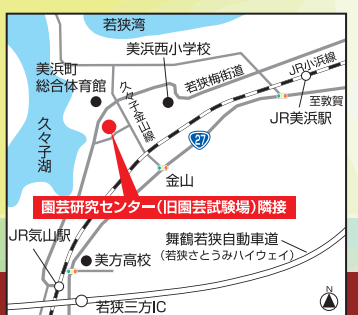 若狭湾
美浜西小学校
美浜町
総合体育館
久々子金山線
若狭梅街道
JR小浜線
至敦賀
JR美浜駅
久々子湖
27
金山
園芸研究センター(旧園芸試験場)隣接
JR気山駅
美方高校
舞鶴若狭自動車道
(若狭さとうみハイウェイ)
若狭三方IC
N